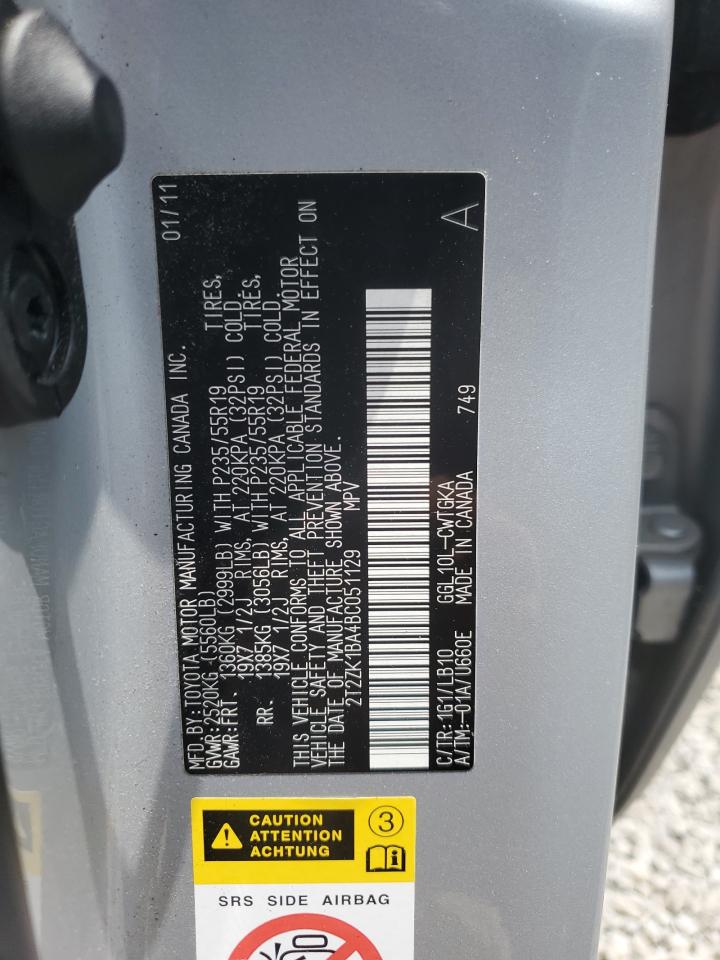 MFD.BY:TOYOTA MOTOR MANUFACTURING CANADA INC. 01/11
GVWR:2520KG (5560LB)
GAWR:FRT. 1360KG (2999LB) WITH P235/55R19 TIRES,
19X7 1/2J RIMS, AT 220KPA (32PSI) COLD
RR. 1385KG (3056LB) WITH P235/55R19 TIRES,
19X7 1/2J RIMS, AT 220KPA (32PSI) COLD.
THIS VEHICLE CONFORMS TO ALL APPLICABLE FEDERAL MOTOR
VEHICLE SAFETY AND THEFT PREVENTION STANDARDS IN EFFECT ON
THE DATE OF MANUFACTURE SHOWN ABOVE.
2T2ZK1BA4BC051129 MPV
C/TR:1G1/LB10 GGL10L-CWTGKA A
A/TM:-01A/U660E MADE IN CANADA 749
CAUTION
ATTENTION
ACHTUNG
3
SRS SIDE AIRBAG